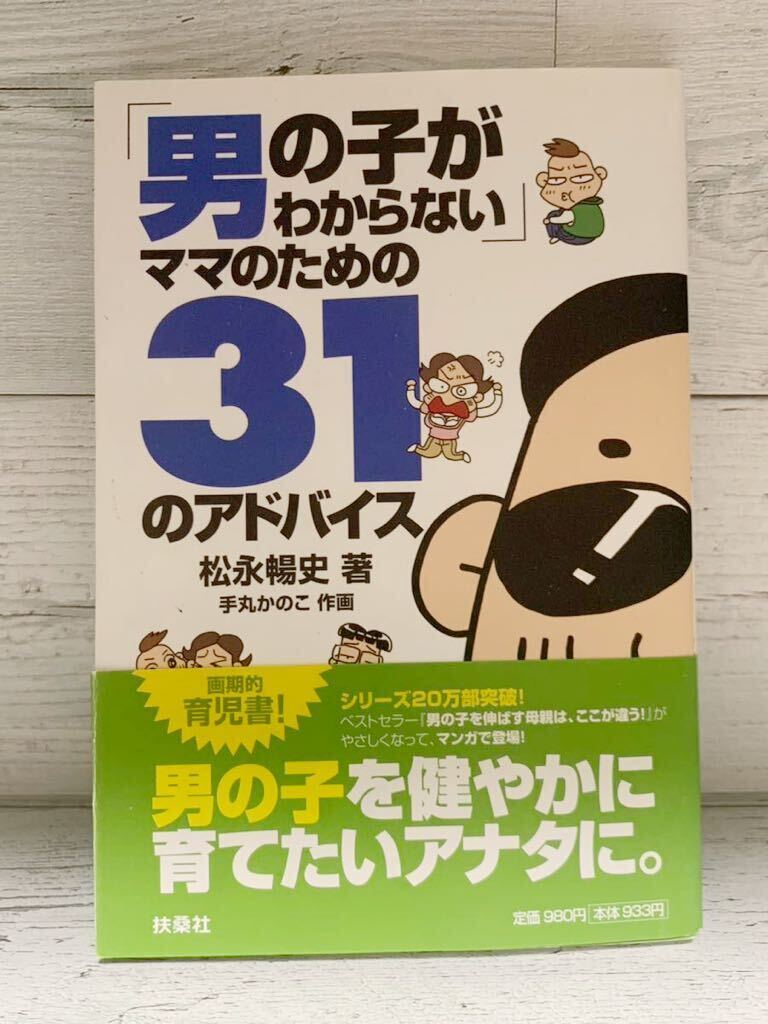 「男の子が
わからない」
ママのための
31
のアドバイス
松永暢史 著
手丸かのこ 作画
画期的
育児書!
シリーズ20万部突破!
ベストセラー『男の子を伸ばす母親は、ここが違う!』が
やさしくなって、マンガで登場!
男の子を健やかに
育てたいアナタに。
扶桑社
定価 980円 本体 933円